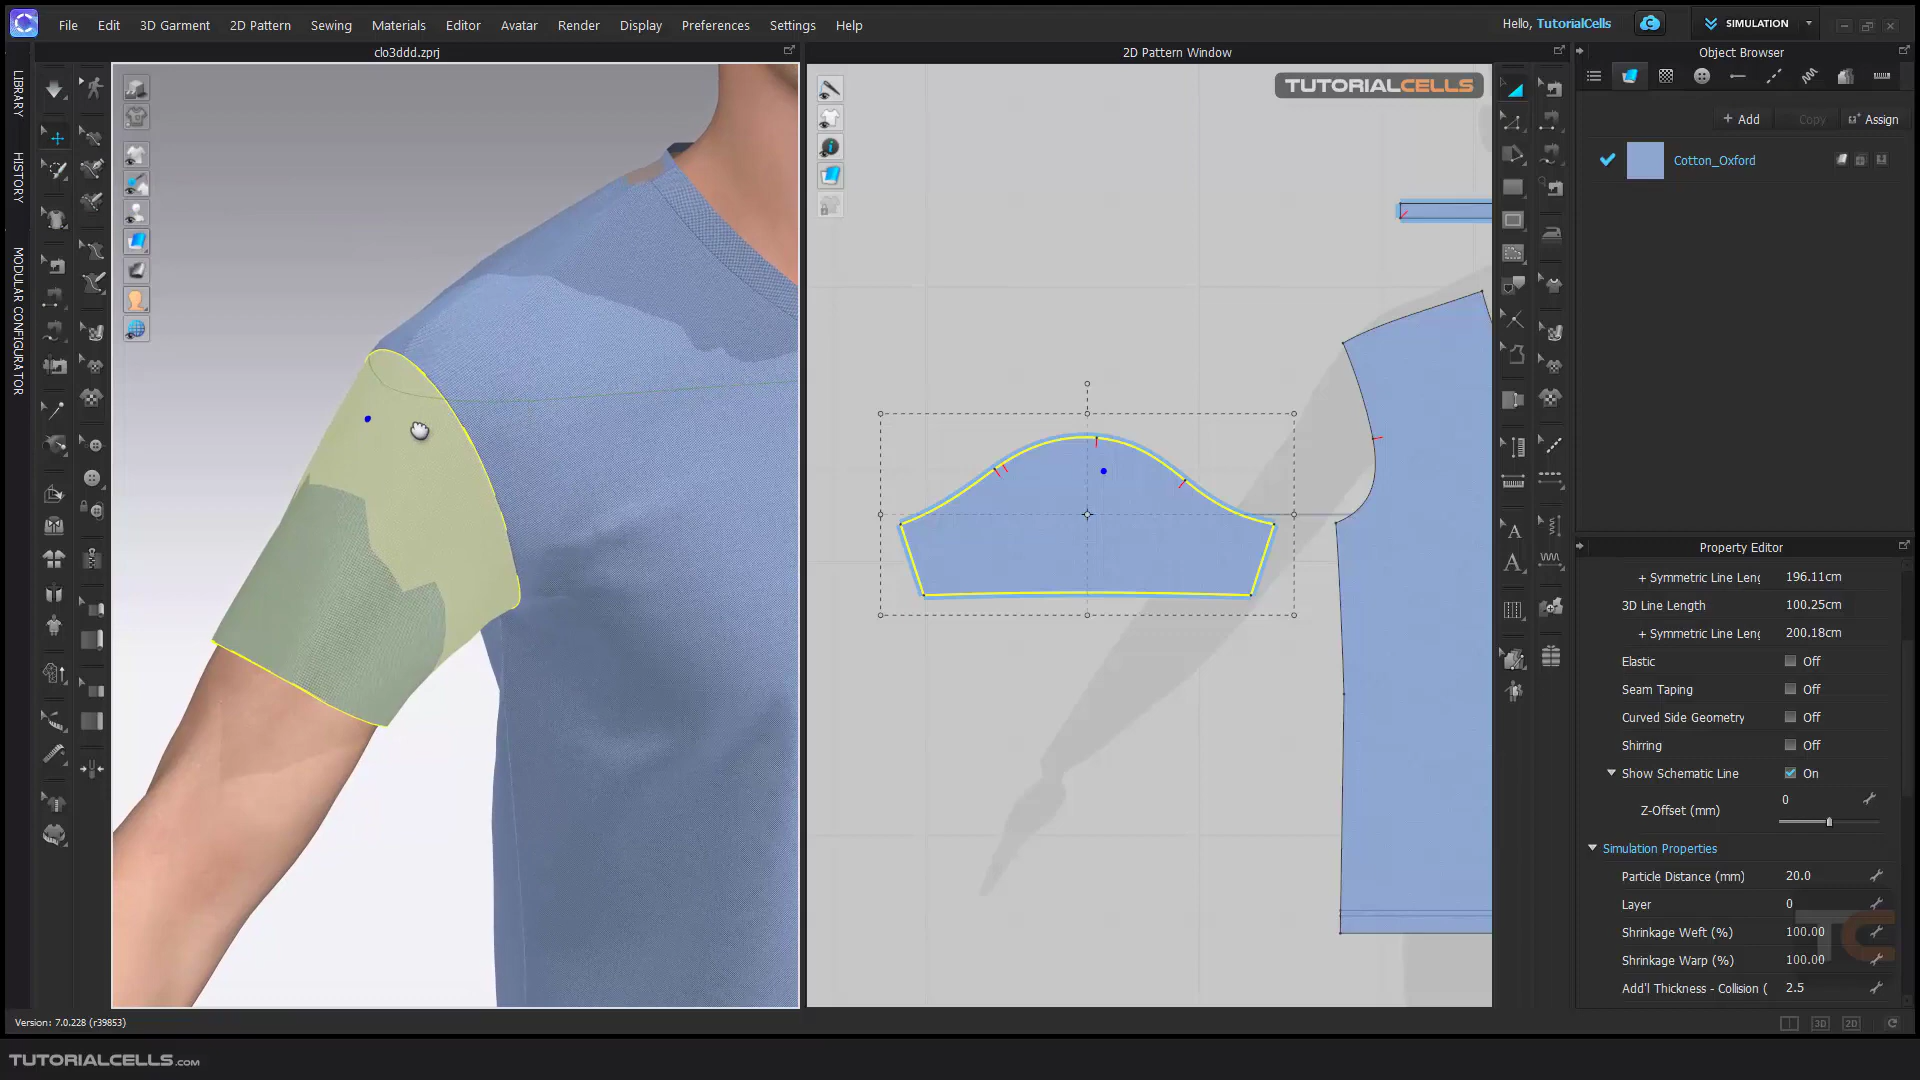 File Edit 3D Garment 2D Pattern Sewing Materials Editor Avatar Render Display Preferences Settings Help
Hello, TutorialCells
SIMULATION
clo3ddd.zprj
2D Pattern Window
Object Browser
LIBRARY
HISTORY
MODULAR CONFIGURATOR
TUTORIALCELLS
+ Add
Copy
Assign
Cotton_Oxford
Property Editor
+ Symmetric Line Leng 196.11cm
3D Line Length 100.25cm
+ Symmetric Line Leng 200.18cm
Elastic Off
Seam Taping Off
Curved Side Geometry Off
Shirring Off
Show Schematic Line On
Z-Offset (mm) 0
Simulation Properties
Particle Distance (mm) 20.0
Layer 0
Shrinkage Weft (%) 100.00
Shrinkage Warp (%) 100.00
Add'l Thickness - Collision ( 2.5
TC
Version: 7.0.228 (r39853)
3D 2D
TUTORIALCELLS.com